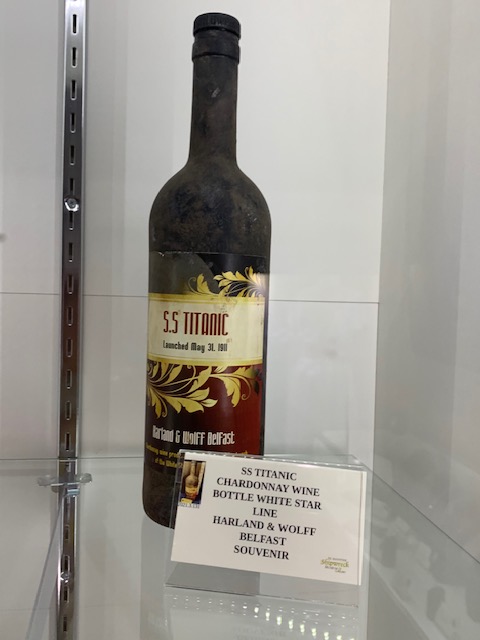 S.S TITANIC
Launched May 31. 1911
Harland & Wolff Belfast
SS TITANIC
CHARDONNAY WINE
BOTTLE WHITE STAR
LINE
HARLAND & WOLFF
BELFAST
SOUVENIR
Shipwreck